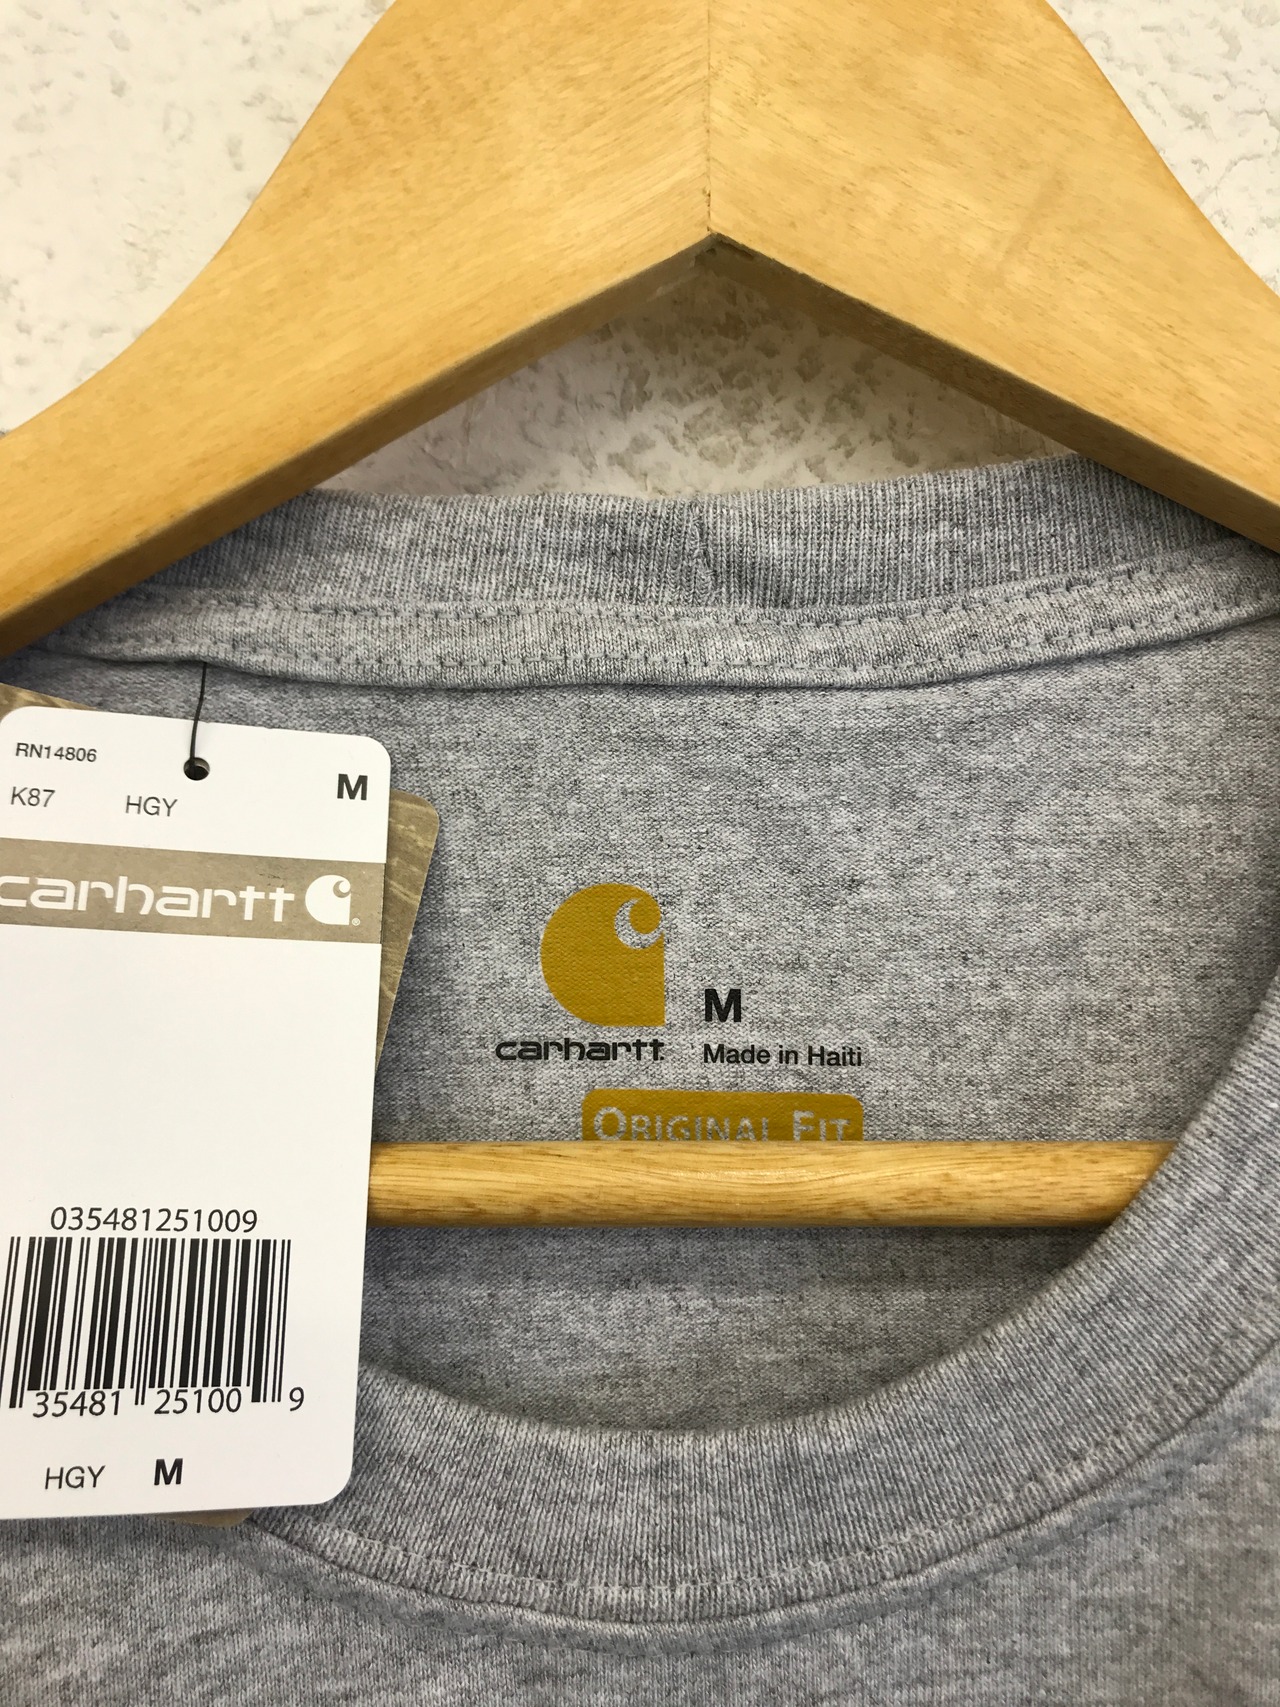 RN14806
K87 HGY M
carhartt
035481251009
35481 25100 9
HGY M
M
carhartt Made in Haiti
ORIGINAL FIT